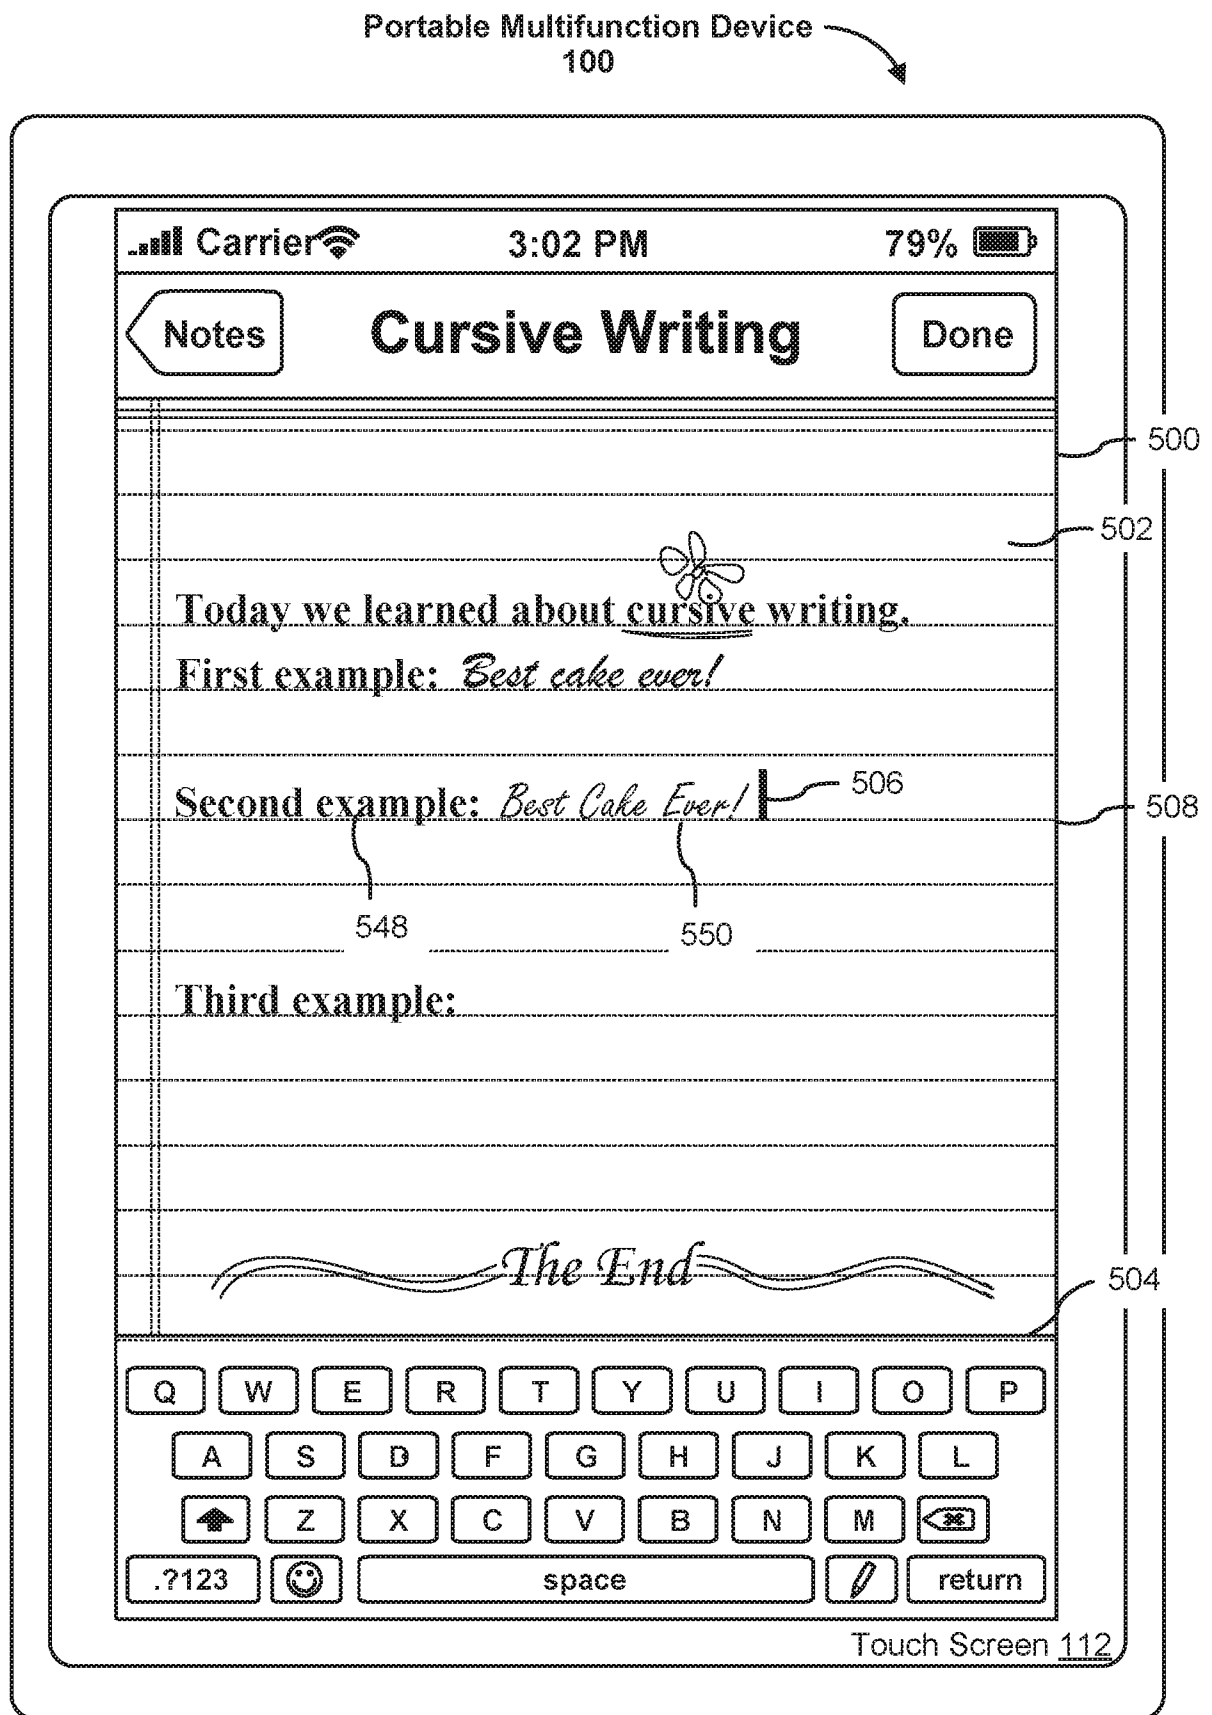 Portable Multifunction Device
100
Carrier 3:02 PM 79%
Notes Cursive Writing Done
500
502
Today we learned about cursive writing.
First example: Best cake ever!
Second example: Best Cake Ever! 506
508
548 550
Third example:
The End
504
Q W E R T Y U I O P
A S D F G H J K L
Z X C V B N M
.?123 space return
Touch Screen 112